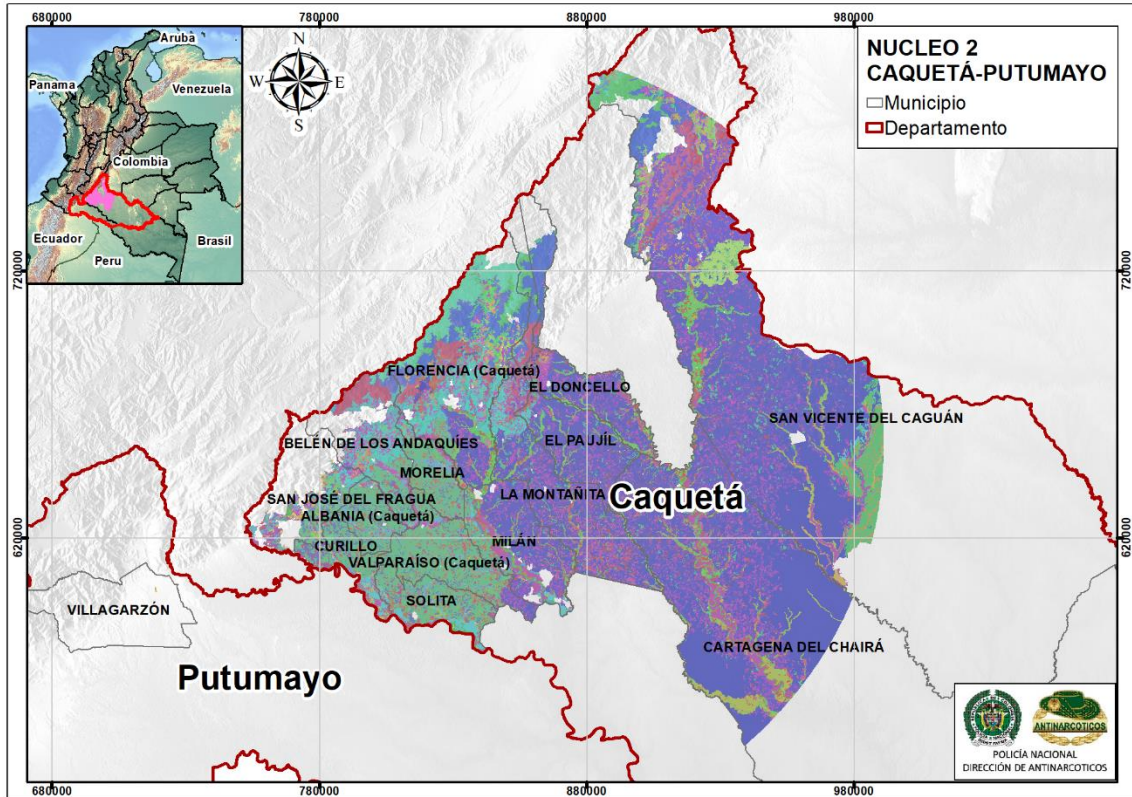 680000
780000
880000
980000
Aruba
Panama
Venezuela
Colombia
Ecuador
Brasil
Peru
N
W
E
S
NUCLEO 2
CAQUETÁ-PUTUMAYO
Municipio
Departamento
720000
720000
FLORENCIA (Caquetá)
EL DONCELLO
SAN VICENTE DEL CAGUÁN
BELÉN DE LOS ANDAQUÍES
EL PAUJÍL
MORELIA
LA MONTAÑITA
Caquetá
SAN JOSÉ DEL FRAGUA
ALBANIA (Caquetá)
620000
620000
CURILLO
MILÁN
VALPARAÍSO (Caquetá)
SOLITA
VILLAGARZÓN
CARTAGENA DEL CHAIRÁ
Putumayo
ANTINARCOTICOS
POLICÍA NACIONAL
DIRECCIÓN DE ANTINARCOTICOS
680000
780000
880000
980000